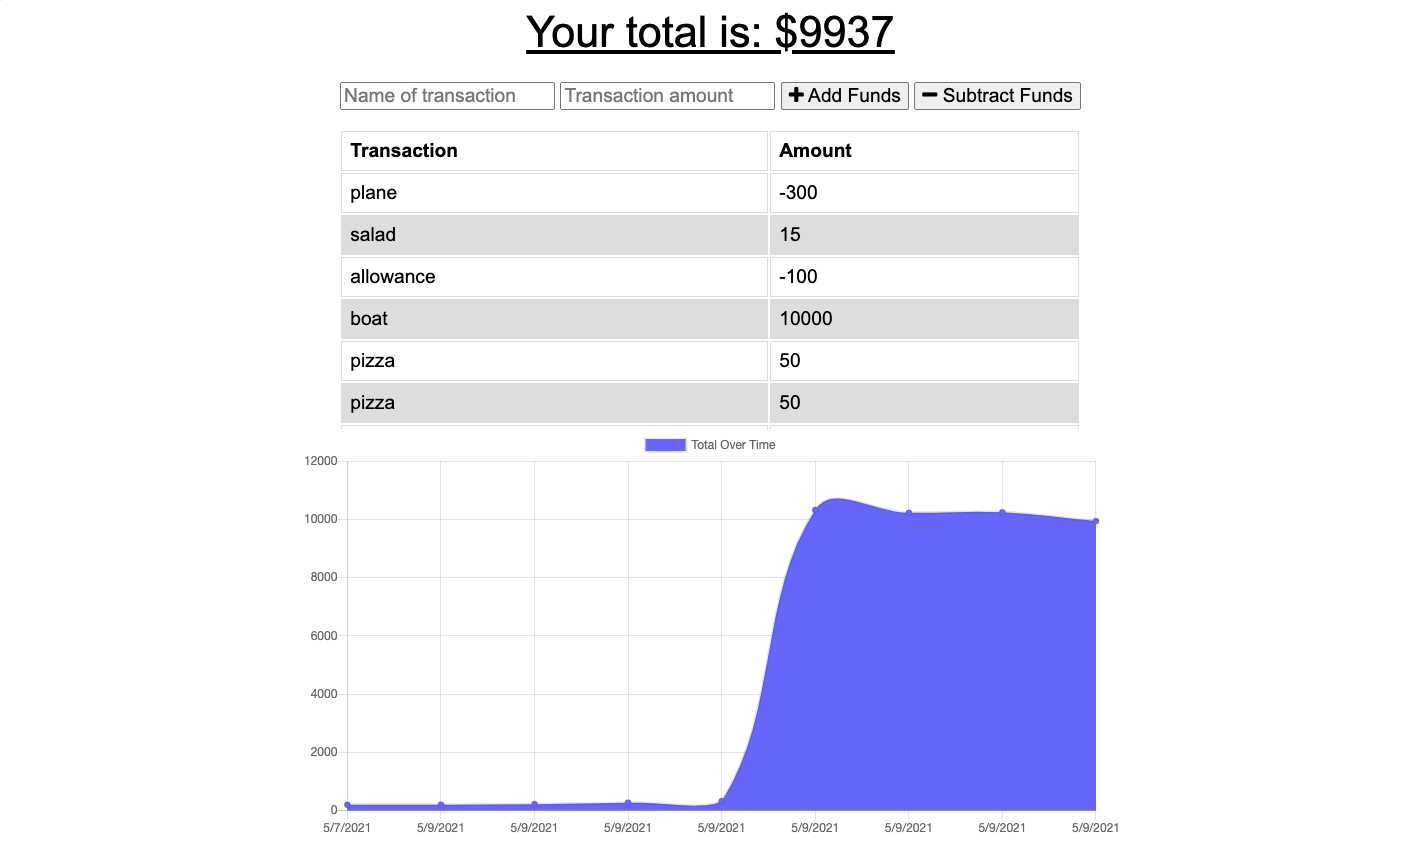 Your total is: $9937
Name of transaction Transaction amount Add Funds Subtract Funds
Transaction Amount
plane -300
salad 15
allowance -100
boat 10000
pizza 50
pizza 50
Total Over Time
12000
10000
8000
6000
4000
2000
0
5/7/2021 5/9/2021 5/9/2021 5/9/2021 5/9/2021 5/9/2021 5/9/2021 5/9/2021 5/9/2021